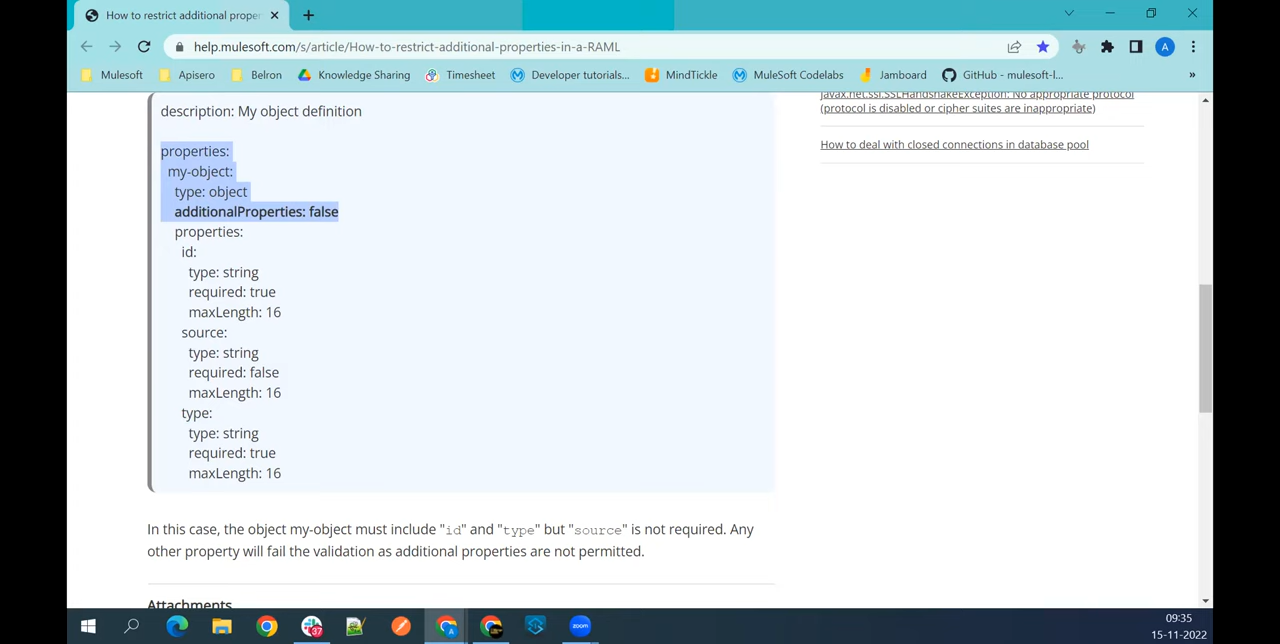 How to restrict additional proper
help.mulesoft.com/s/article/How-to-restrict-additional-properties-in-a-RAML
A
Mulesoft Apisero Belron Knowledge Sharing Timesheet Developer tutorials... MindTickle MuleSoft Codelabs Jamboard GitHub - mulesoft-l... »
description: My object definition
properties:
my-object:
type: object
additionalProperties: false
properties:
id:
type: string
required: true
maxLength: 16
source:
type: string
required: false
maxLength: 16
type:
type: string
required: true
maxLength: 16
In this case, the object my-object must include "id" and "type" but "source" is not required. Any
other property will fail the validation as additional properties are not permitted.
Attachments
javax.net.ssl.SSLHandshakeException: No appropriate protocol
(protocol is disabled or cipher suites are inappropriate)
How to deal with closed connections in database pool
37
A
zoom
09:35
15-11-2022